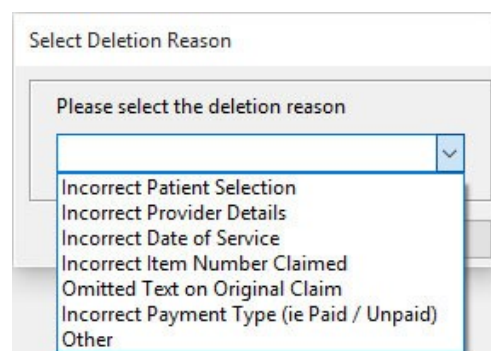 Select Deletion Reason
Please select the deletion reason
Incorrect Patient Selection
Incorrect Provider Details
Incorrect Date of Service
Incorrect Item Number Claimed
Omitted Text on Original Claim
Incorrect Payment Type (ie Paid / Unpaid)
Other